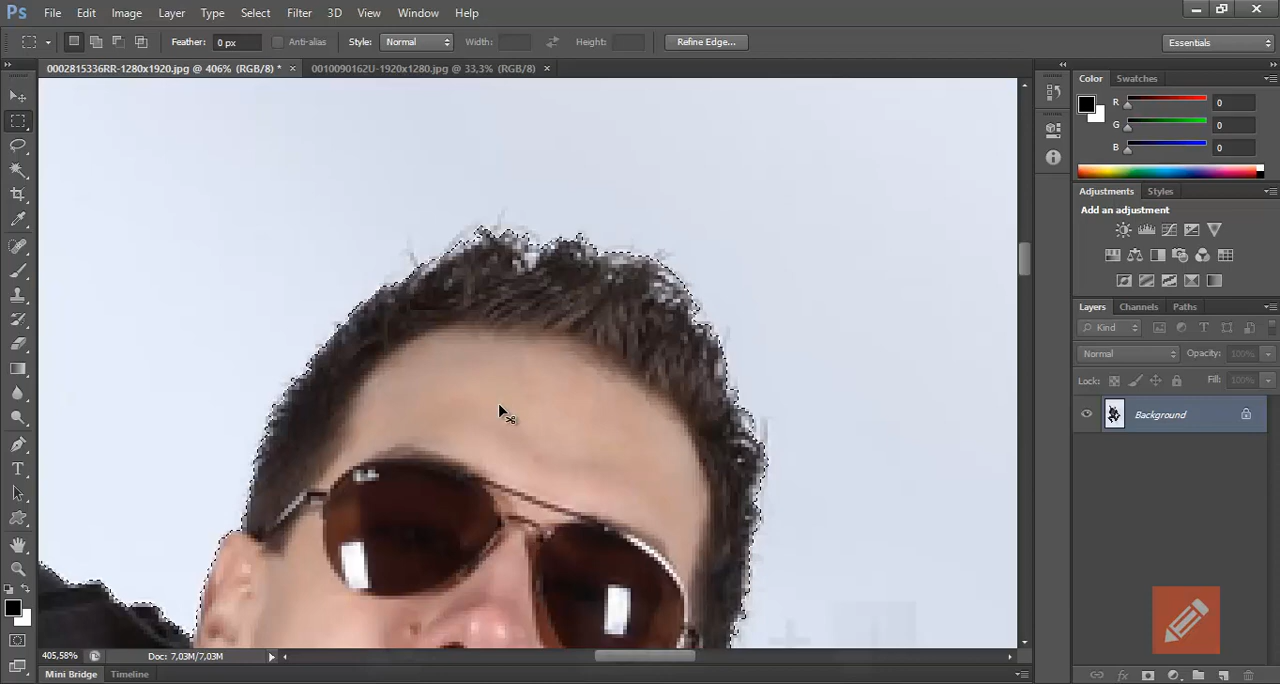 Ps File Edit Image Layer Type Select Filter 3D View Window Help
Feather: 0 px Anti-alias Style: Normal Width: Height: Refine Edge... Essentials
0002815336RR-1280x1920.jpg @ 406% (RGB/8) * × 0010090162U-1920x1280.jpg @ 33,3% (RGB/8) ×
Color Swatches
R 0
G 0
B 0
Adjustments Styles
Add an adjustment
Layers Channels Paths
Kind
Normal Opacity: 100%
Lock: Fill: 100%
Background
405,58% Doc: 7,03M/7,03M
Mini Bridge Timeline